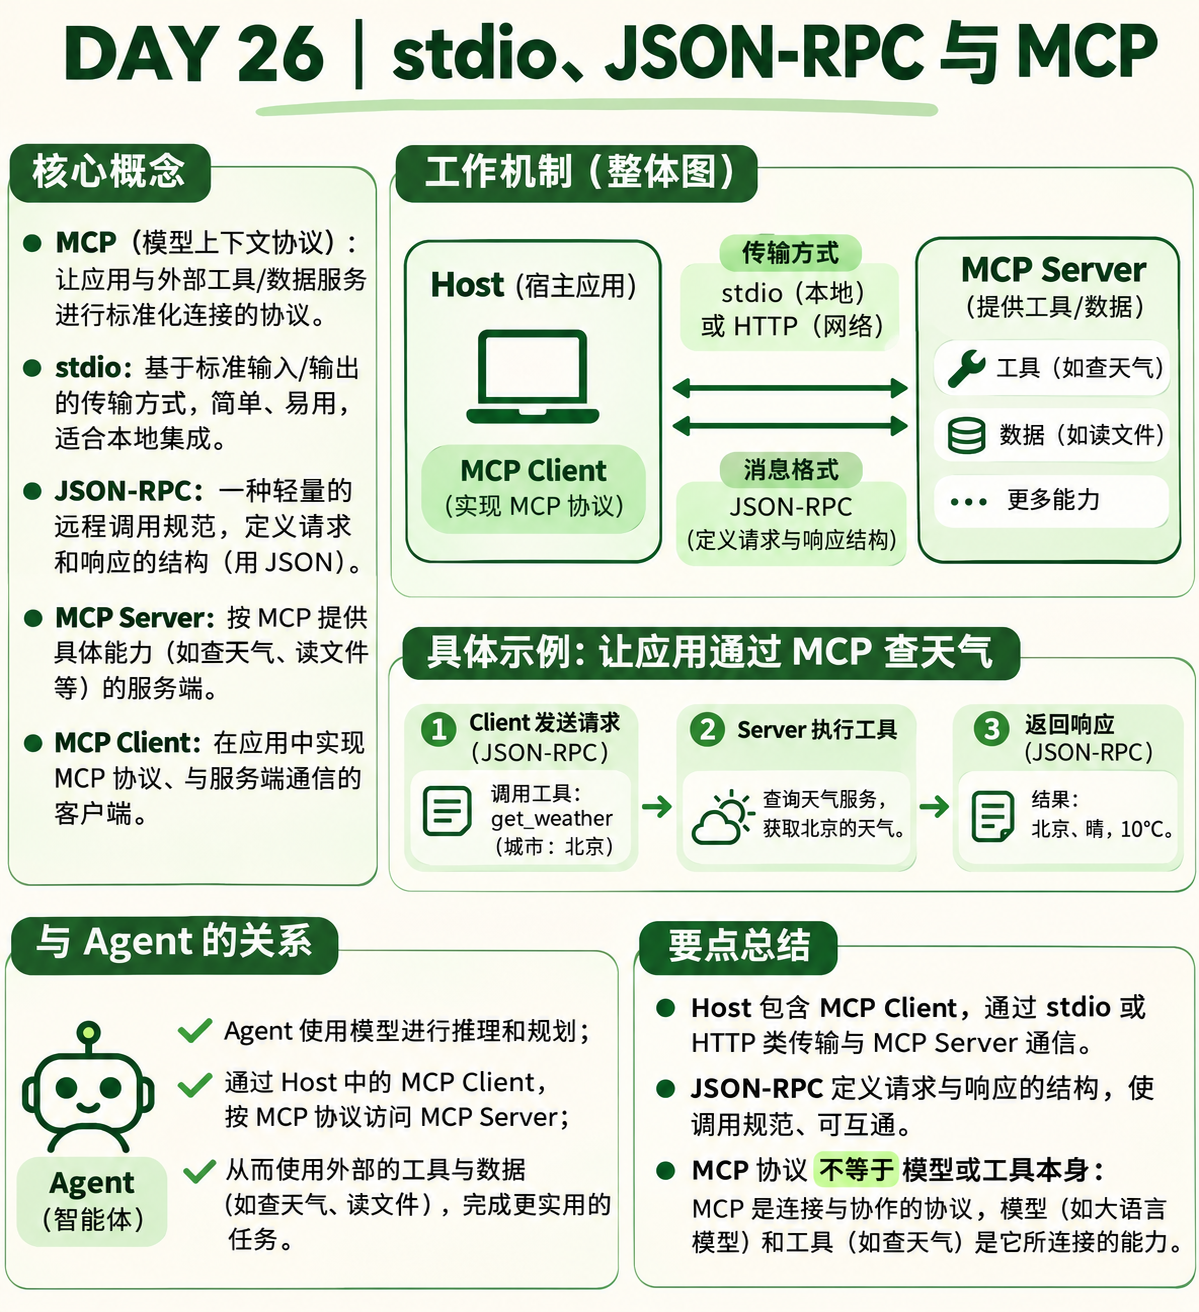 DAY 26｜stdio、JSON-RPC 与 MCP
核心概念
● MCP（模型上下文协议）：
让应用与外部工具/数据服务
进行标准化连接的协议。
● stdio：基于标准输入/输出
的传输方式，简单、易用，
适合本地集成。
● JSON-RPC：一种轻量的
远程调用规范，定义请求
和响应的结构（用 JSON）。
● MCP Server：按 MCP 提供
具体能力（如查天气、读文件
等）的服务端。
● MCP Client：在应用中实现
MCP 协议、与服务端通信的
客户端。
工作机制（整体图）
Host（宿主应用）
MCP Client
（实现 MCP 协议）
传输方式
stdio（本地）
或 HTTP（网络）
消息格式
JSON-RPC
（定义请求与响应结构）
MCP Server
（提供工具/数据）
工具（如查天气）
数据（如读文件）
••• 更多能力
具体示例：让应用通过 MCP 查天气
1 Client 发送请求
（JSON-RPC）
调用工具：
get_weather
（城市：北京）
2 Server 执行工具
查询天气服务，
获取北京的天气。
3 返回响应
（JSON-RPC）
结果：
北京、晴，10°C。
与 Agent 的关系
Agent
（智能体）
Agent 使用模型进行推理和规划；
通过 Host 中的 MCP Client，
按 MCP 协议访问 MCP Server；
从而使用外部的工具与数据
（如查天气、读文件），完成更实用的
任务。
要点总结
● Host 包含 MCP Client，通过 stdio 或
HTTP 类传输与 MCP Server 通信。
● JSON-RPC 定义请求与响应的结构，使
调用规范、可互通。
● MCP 协议 不等于 模型或工具本身：
MCP 是连接与协作的协议，模型（如大语言
模型）和工具（如查天气）是它所连接的能力。